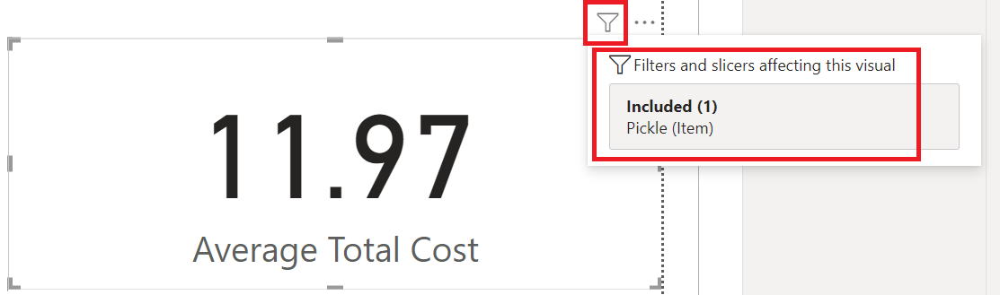 Filters and slicers affecting this visual
Included (1)
Pickle (Item)
11.97
Average Total Cost